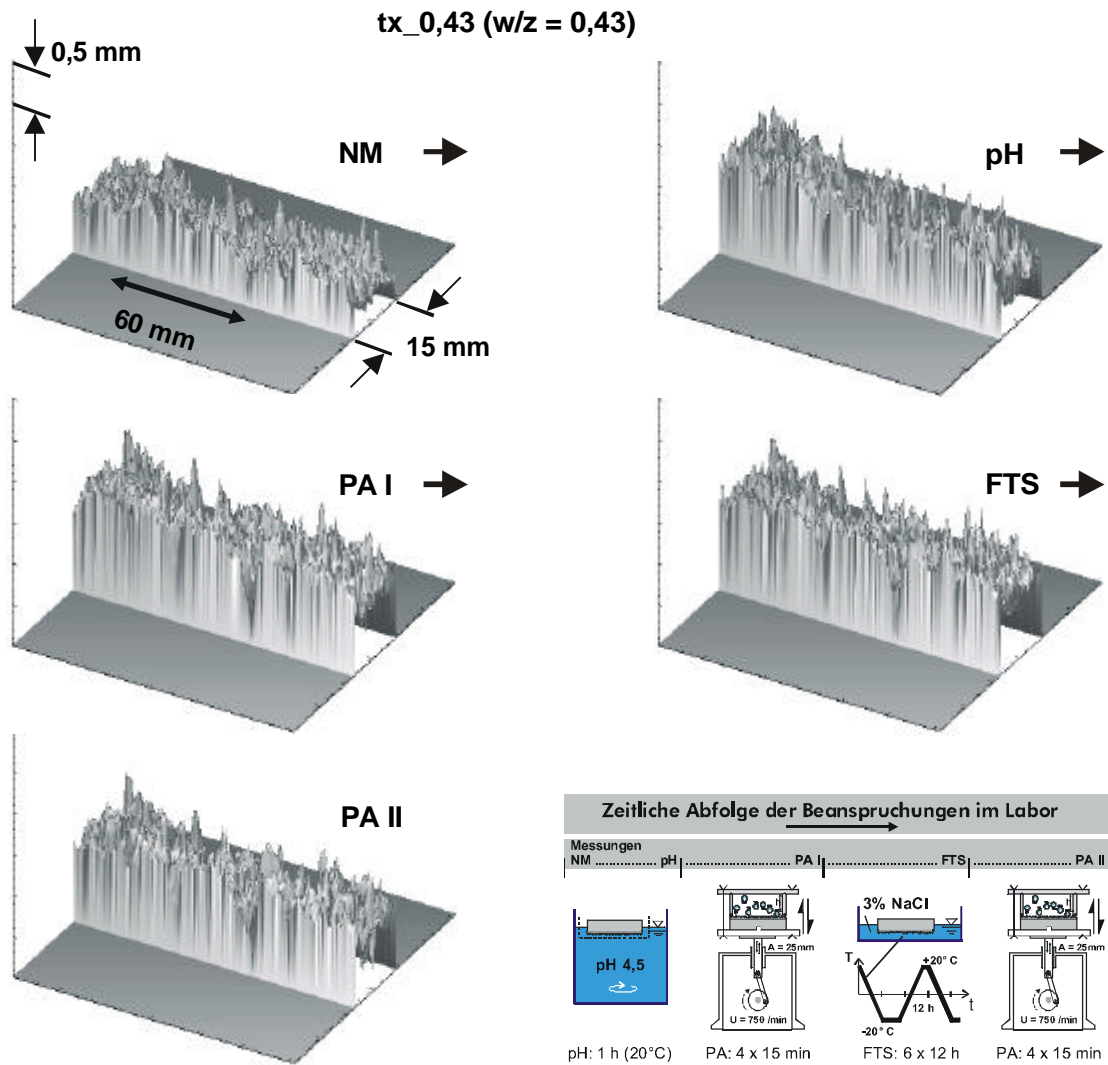 tx_0,43 (w/z = 0,43)
0,5 mm
NM
pH
60 mm
15 mm
PA I
FTS
PA II
Zeitliche Abfolge der Beanspruchungen im Labor
Messungen
NM ........ pH ................ PA I .................. FTS .................. PA II
3% NaCl
A = 25mm
A = 25mm
pH 4,5
T
+20° C
12 h
t
-20° C
U = 750 /min
U = 750 /min
pH: 1 h (20°C)
PA: 4 x 15 min
FTS: 6 x 12 h
PA: 4 x 15 min